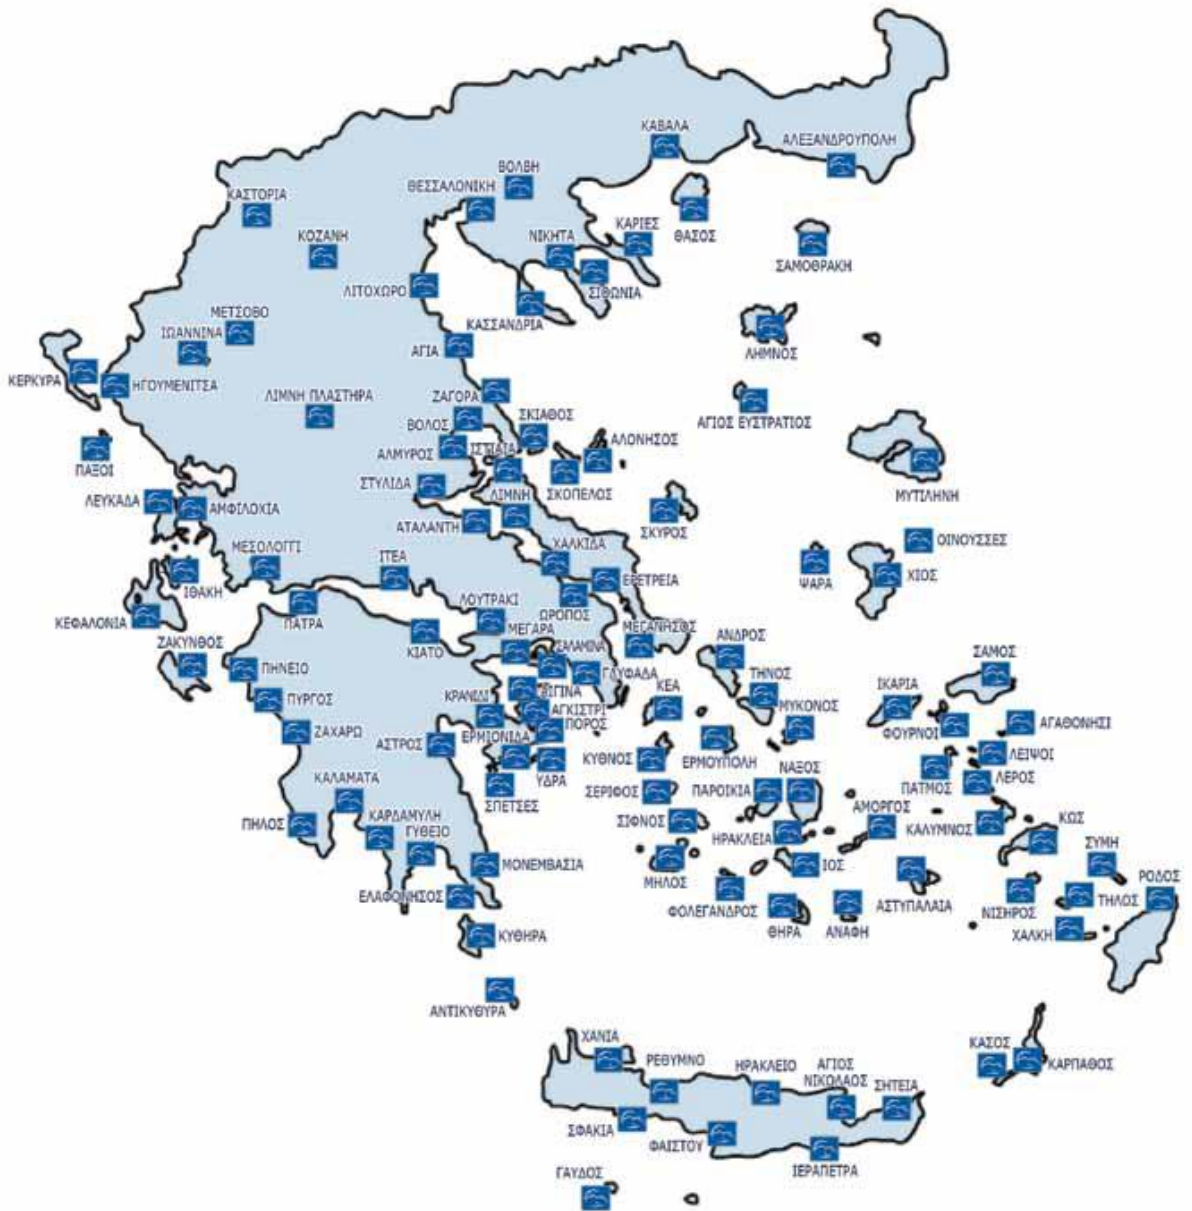 ΚΑΒΑΛΑ
ΑΛΕΞΑΝΔΡΟΥΠΟΛΗ
ΒΟΛΒΗ
ΘΕΣΣΑΛΟΝΙΚΗ
ΚΑΣΤΟΡΙΑ
ΚΑΡΙΕΣ
ΘΑΣΟΣ
ΚΟΖΑΝΗ
ΝΙΚΗΤΑ
ΣΑΜΟΘΡΑΚΗ
ΣΙΘΩΝΙΑ
ΛΙΤΟΧΩΡΟ
ΜΕΤΣΟΒΟ
ΚΑΣΣΑΝΔΡΙΑ
ΙΩΑΝΝΙΝΑ
ΑΓΙΑ
ΛΗΜΝΟΣ
ΚΕΡΚΥΡΑ
ΗΓΟΥΜΕΝΙΤΣΑ
ΛΙΜΝΗ ΠΛΑΣΤΗΡΑ
ΖΑΓΟΡΑ
ΣΚΙΑΘΟΣ
ΑΓΙΟΣ ΕΥΣΤΡΑΤΙΟΣ
ΒΟΛΟΣ
ΑΛΟΝΗΣΟΣ
ΠΑΞΟΙ
ΑΛΜΥΡΟΣ
ΙΣΤΙΑΙΑ
ΣΤΥΛΙΔΑ
ΛΙΜΝΗ
ΣΚΟΠΕΛΟΣ
ΜΥΤΙΛΗΝΗ
ΛΕΥΚΑΔΑ
ΑΜΦΙΛΟΧΙΑ
ΑΤΑΛΑΝΤΗ
ΣΚΥΡΟΣ
ΜΕΣΟΛΟΓΓΙ
ΙΤΕΑ
ΧΑΛΚΙΔΑ
ΟΙΝΟΥΣΣΕΣ
ΙΘΑΚΗ
ΕΡΕΤΡΕΙΑ
ΨΑΡΑ
ΧΙΟΣ
ΚΕΦΑΛΟΝΙΑ
ΠΑΤΡΑ
ΛΟΥΤΡΑΚΙ
ΩΡΟΠΟΣ
ΖΑΚΥΝΘΟΣ
ΚΙΑΤΟ
ΜΕΓΑΡΑ
ΣΑΛΑΜΙΝΑ
ΜΕΓΑΝΗΣΟΣ
ΑΝΔΡΟΣ
ΠΗΝΕΙΟ
ΓΛΥΦΑΔΑ
ΣΑΜΟΣ
ΠΥΡΓΟΣ
ΚΡΑΝΙΔΙ
ΑΙΓΙΝΑ
ΚΕΑ
ΤΗΝΟΣ
ΙΚΑΡΙΑ
ΑΓΚΙΣΤΡΙ
ΜΥΚΟΝΟΣ
ΖΑΧΑΡΩ
ΑΣΤΡΟΣ
ΕΡΜΙΟΝΙΔΑ
ΠΟΡΟΣ
ΦΟΥΡΝΟΙ
ΑΓΑΘΟΝΗΣΙ
ΥΔΡΑ
ΚΥΘΝΟΣ
ΕΡΜΟΥΠΟΛΗ
ΛΕΙΨΟΙ
ΣΠΕΤΣΕΣ
ΝΑΞΟΣ
ΠΑΤΜΟΣ
ΛΕΡΟΣ
ΚΑΛΑΜΑΤΑ
ΣΕΡΙΦΟΣ
ΠΑΡΟΙΚΙΑ
ΑΜΟΡΓΟΣ
ΠΗΛΟΣ
ΚΑΡΔΑΜΥΛΗ
ΣΙΦΝΟΣ
ΗΡΑΚΛΕΙΑ
ΚΑΛΥΜΝΟΣ
ΚΩΣ
ΓΥΘΕΙΟ
ΜΟΝΕΜΒΑΣΙΑ
ΜΗΛΟΣ
ΙΟΣ
ΣΥΜΗ
ΕΛΑΦΟΝΗΣΟΣ
ΦΟΛΕΓΑΝΔΡΟΣ
ΑΣΤΥΠΑΛΑΙΑ
ΝΙΣΗΡΟΣ
ΤΗΛΟΣ
ΡΟΔΟΣ
ΚΥΘΗΡΑ
ΘΗΡΑ
ΑΝΑΦΗ
ΧΑΛΚΗ
ΑΝΤΙΚΥΘΥΡΑ
ΧΑΝΙΑ
ΡΕΘΥΜΝΟ
ΗΡΑΚΛΕΙΟ
ΑΓΙΟΣ
ΝΙΚΟΛΑΟΣ
ΣΗΤΕΙΑ
ΚΑΣΟΣ
ΚΑΡΠΑΘΟΣ
ΣΦΑΚΙΑ
ΦΑΙΣΤΟΥ
ΙΕΡΑΠΕΤΡΑ
ΓΑΥΔΟΣ